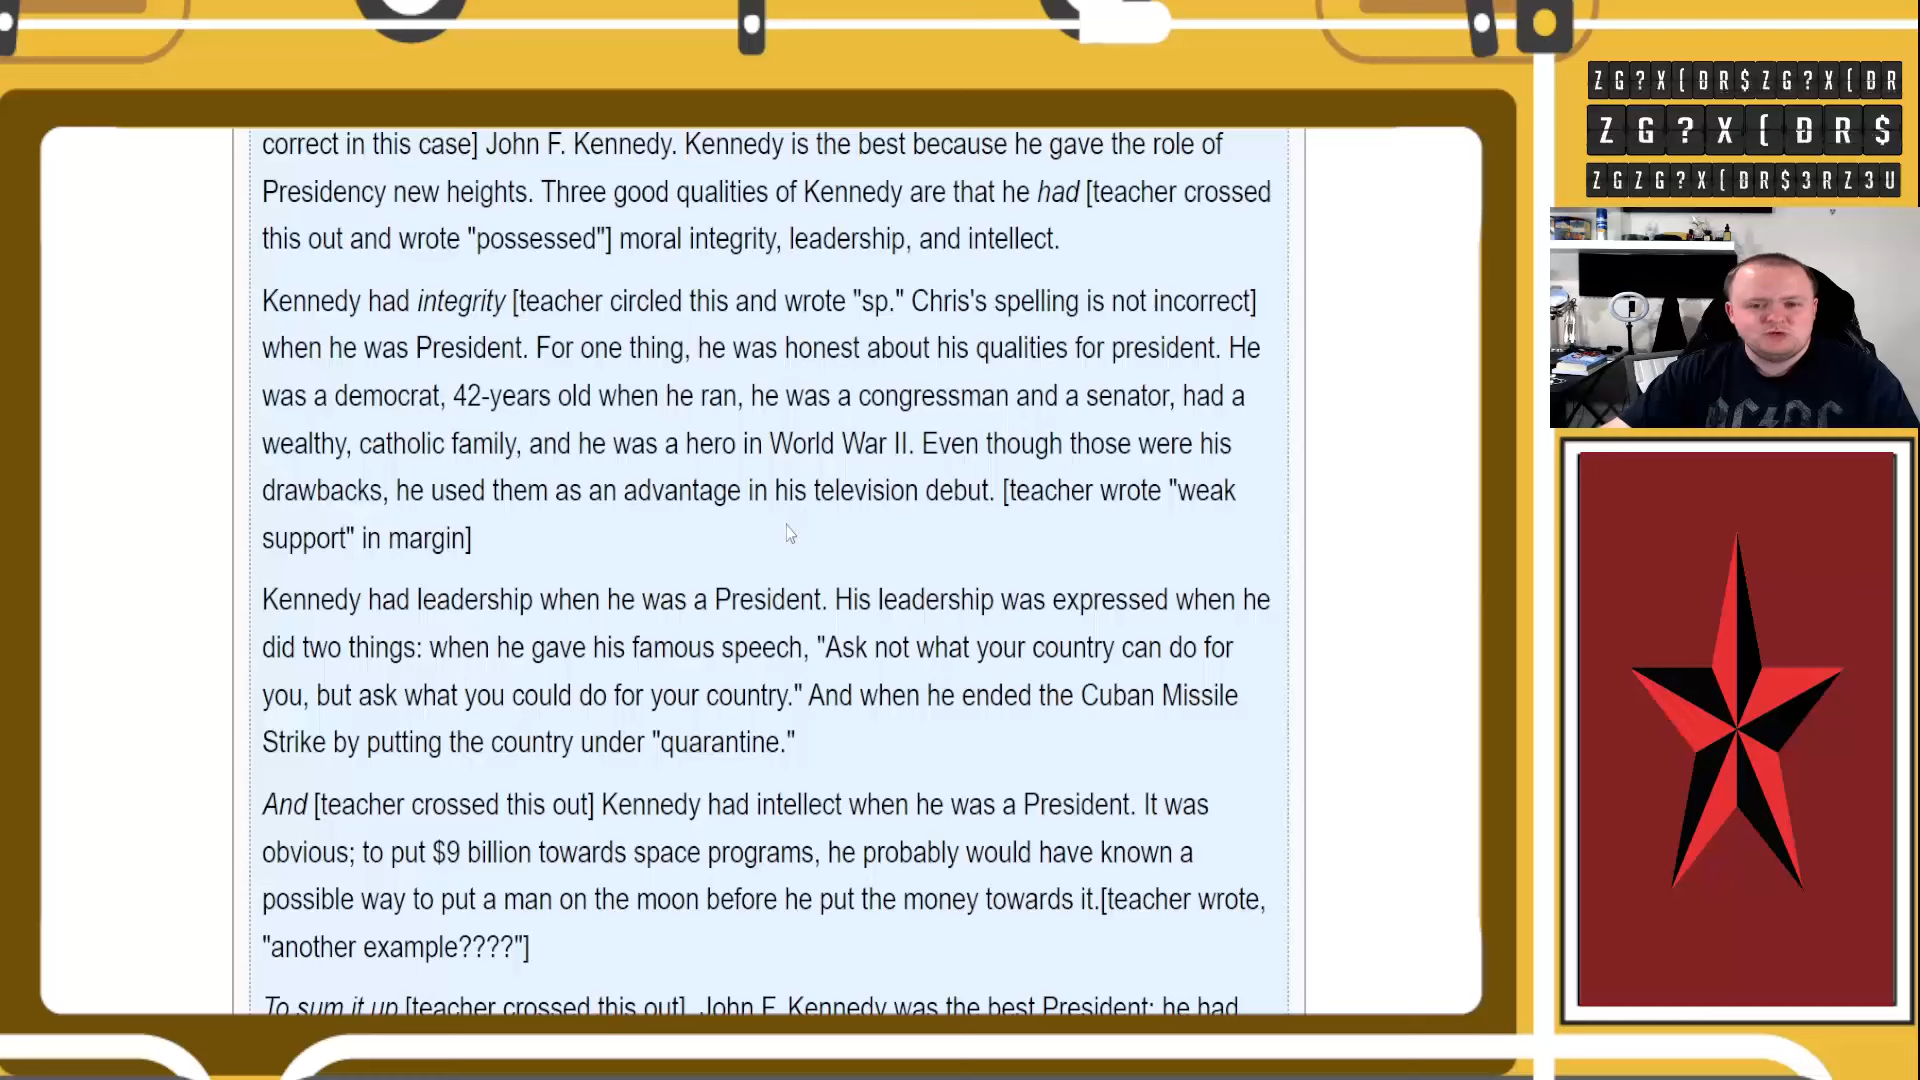 correct in this case] John F. Kennedy. Kennedy is the best because he gave the role of
Presidency new heights. Three good qualities of Kennedy are that he had [teacher crossed
this out and wrote "possessed"] moral integrity, leadership, and intellect.
Kennedy had integrity [teacher circled this and wrote "sp." Chris's spelling is not incorrect]
when he was President. For one thing, he was honest about his qualities for president. He
was a democrat, 42-years old when he ran, he was a congressman and a senator, had a
wealthy, catholic family, and he was a hero in World War II. Even though those were his
drawbacks, he used them as an advantage in his television debut. [teacher wrote "weak
support" in margin]
Kennedy had leadership when he was a President. His leadership was expressed when he
did two things: when he gave his famous speech, "Ask not what your country can do for
you, but ask what you could do for your country." And when he ended the Cuban Missile
Strike by putting the country under "quarantine."
And [teacher crossed this out] Kennedy had intellect when he was a President. It was
obvious; to put $9 billion towards space programs, he probably would have known a
possible way to put a man on the moon before he put the money towards it.[teacher wrote,
"another example????"]
To sum it up [teacher crossed this out], John F. Kennedy was the best President; he had
ZG?X(DR$ZG?X(DR
ZG?X(DR$
ZGZG?X(DR$3RZ3U
AC/DC